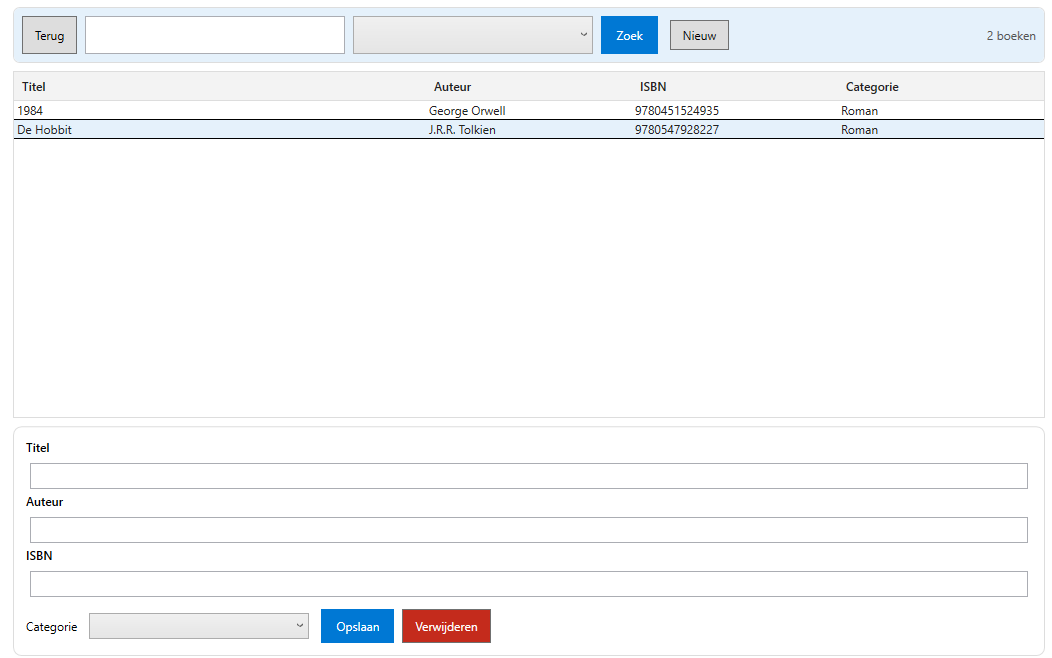 Terug Zoek Nieuw 2 boeken
Titel Auteur ISBN Categorie
1984 George Orwell 9780451524935 Roman
De Hobbit J.R.R. Tolkien 9780547928227 Roman
Titel
Auteur
ISBN
Categorie Opslaan Verwijderen